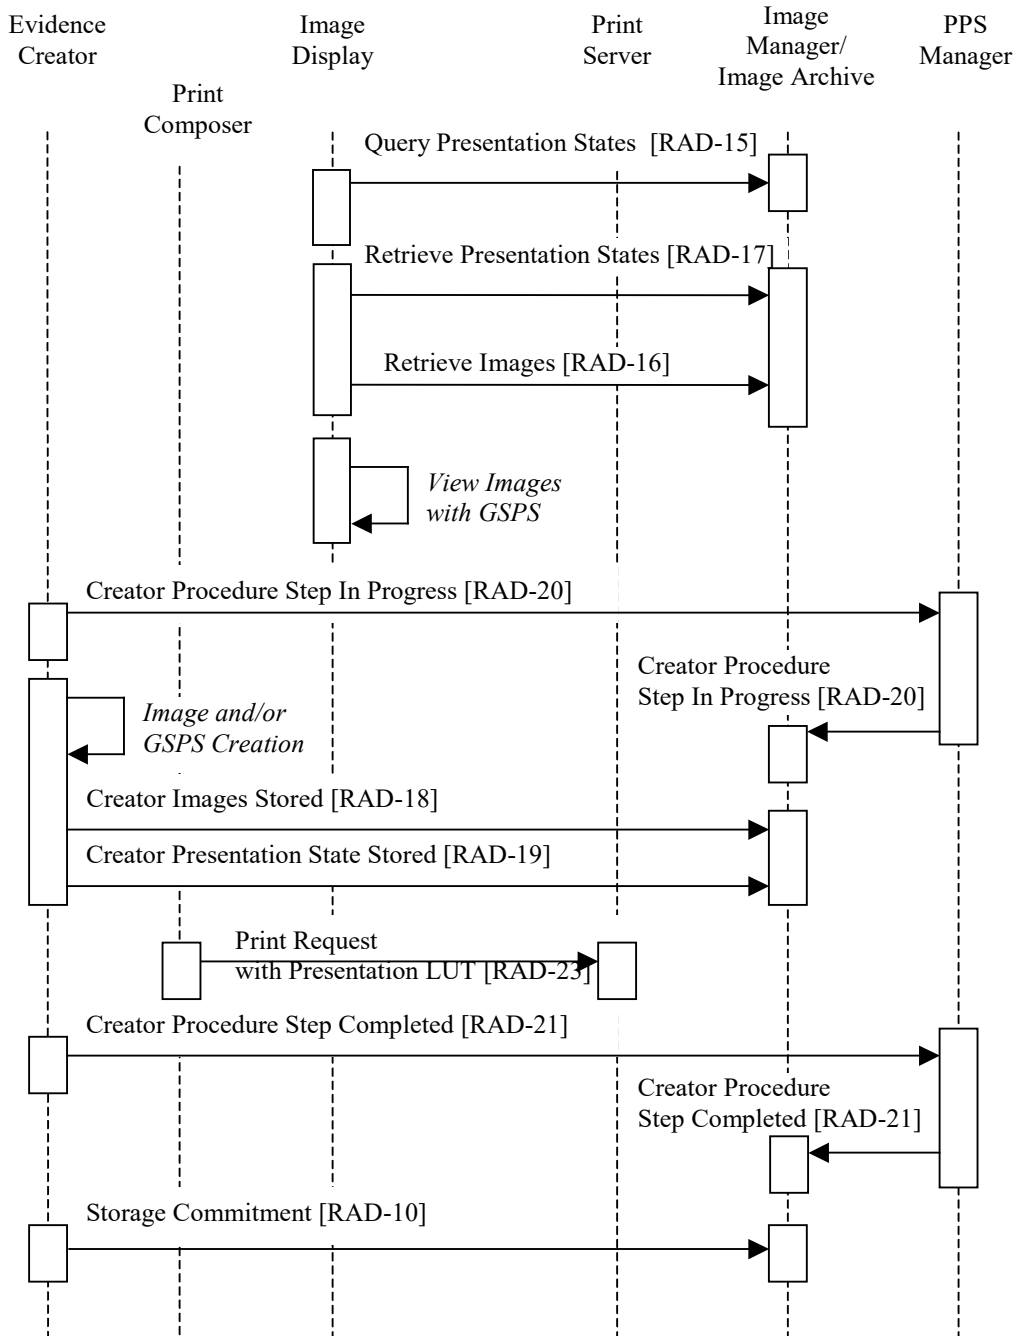 Evidence
Creator
Image
Display
Print
Server
Image
Manager/
Image Archive
PPS
Manager
Print
Composer
Query Presentation States [RAD-15]
Retrieve Presentation States [RAD-17]
Retrieve Images [RAD-16]
View Images
with GSPS
Creator Procedure Step In Progress [RAD-20]
Creator Procedure
Step In Progress [RAD-20]
Image and/or
GSPS Creation
Creator Images Stored [RAD-18]
Creator Presentation State Stored [RAD-19]
Print Request
with Presentation LUT [RAD-23]
Creator Procedure Step Completed [RAD-21]
Creator Procedure
Step Completed [RAD-21]
Storage Commitment [RAD-10]